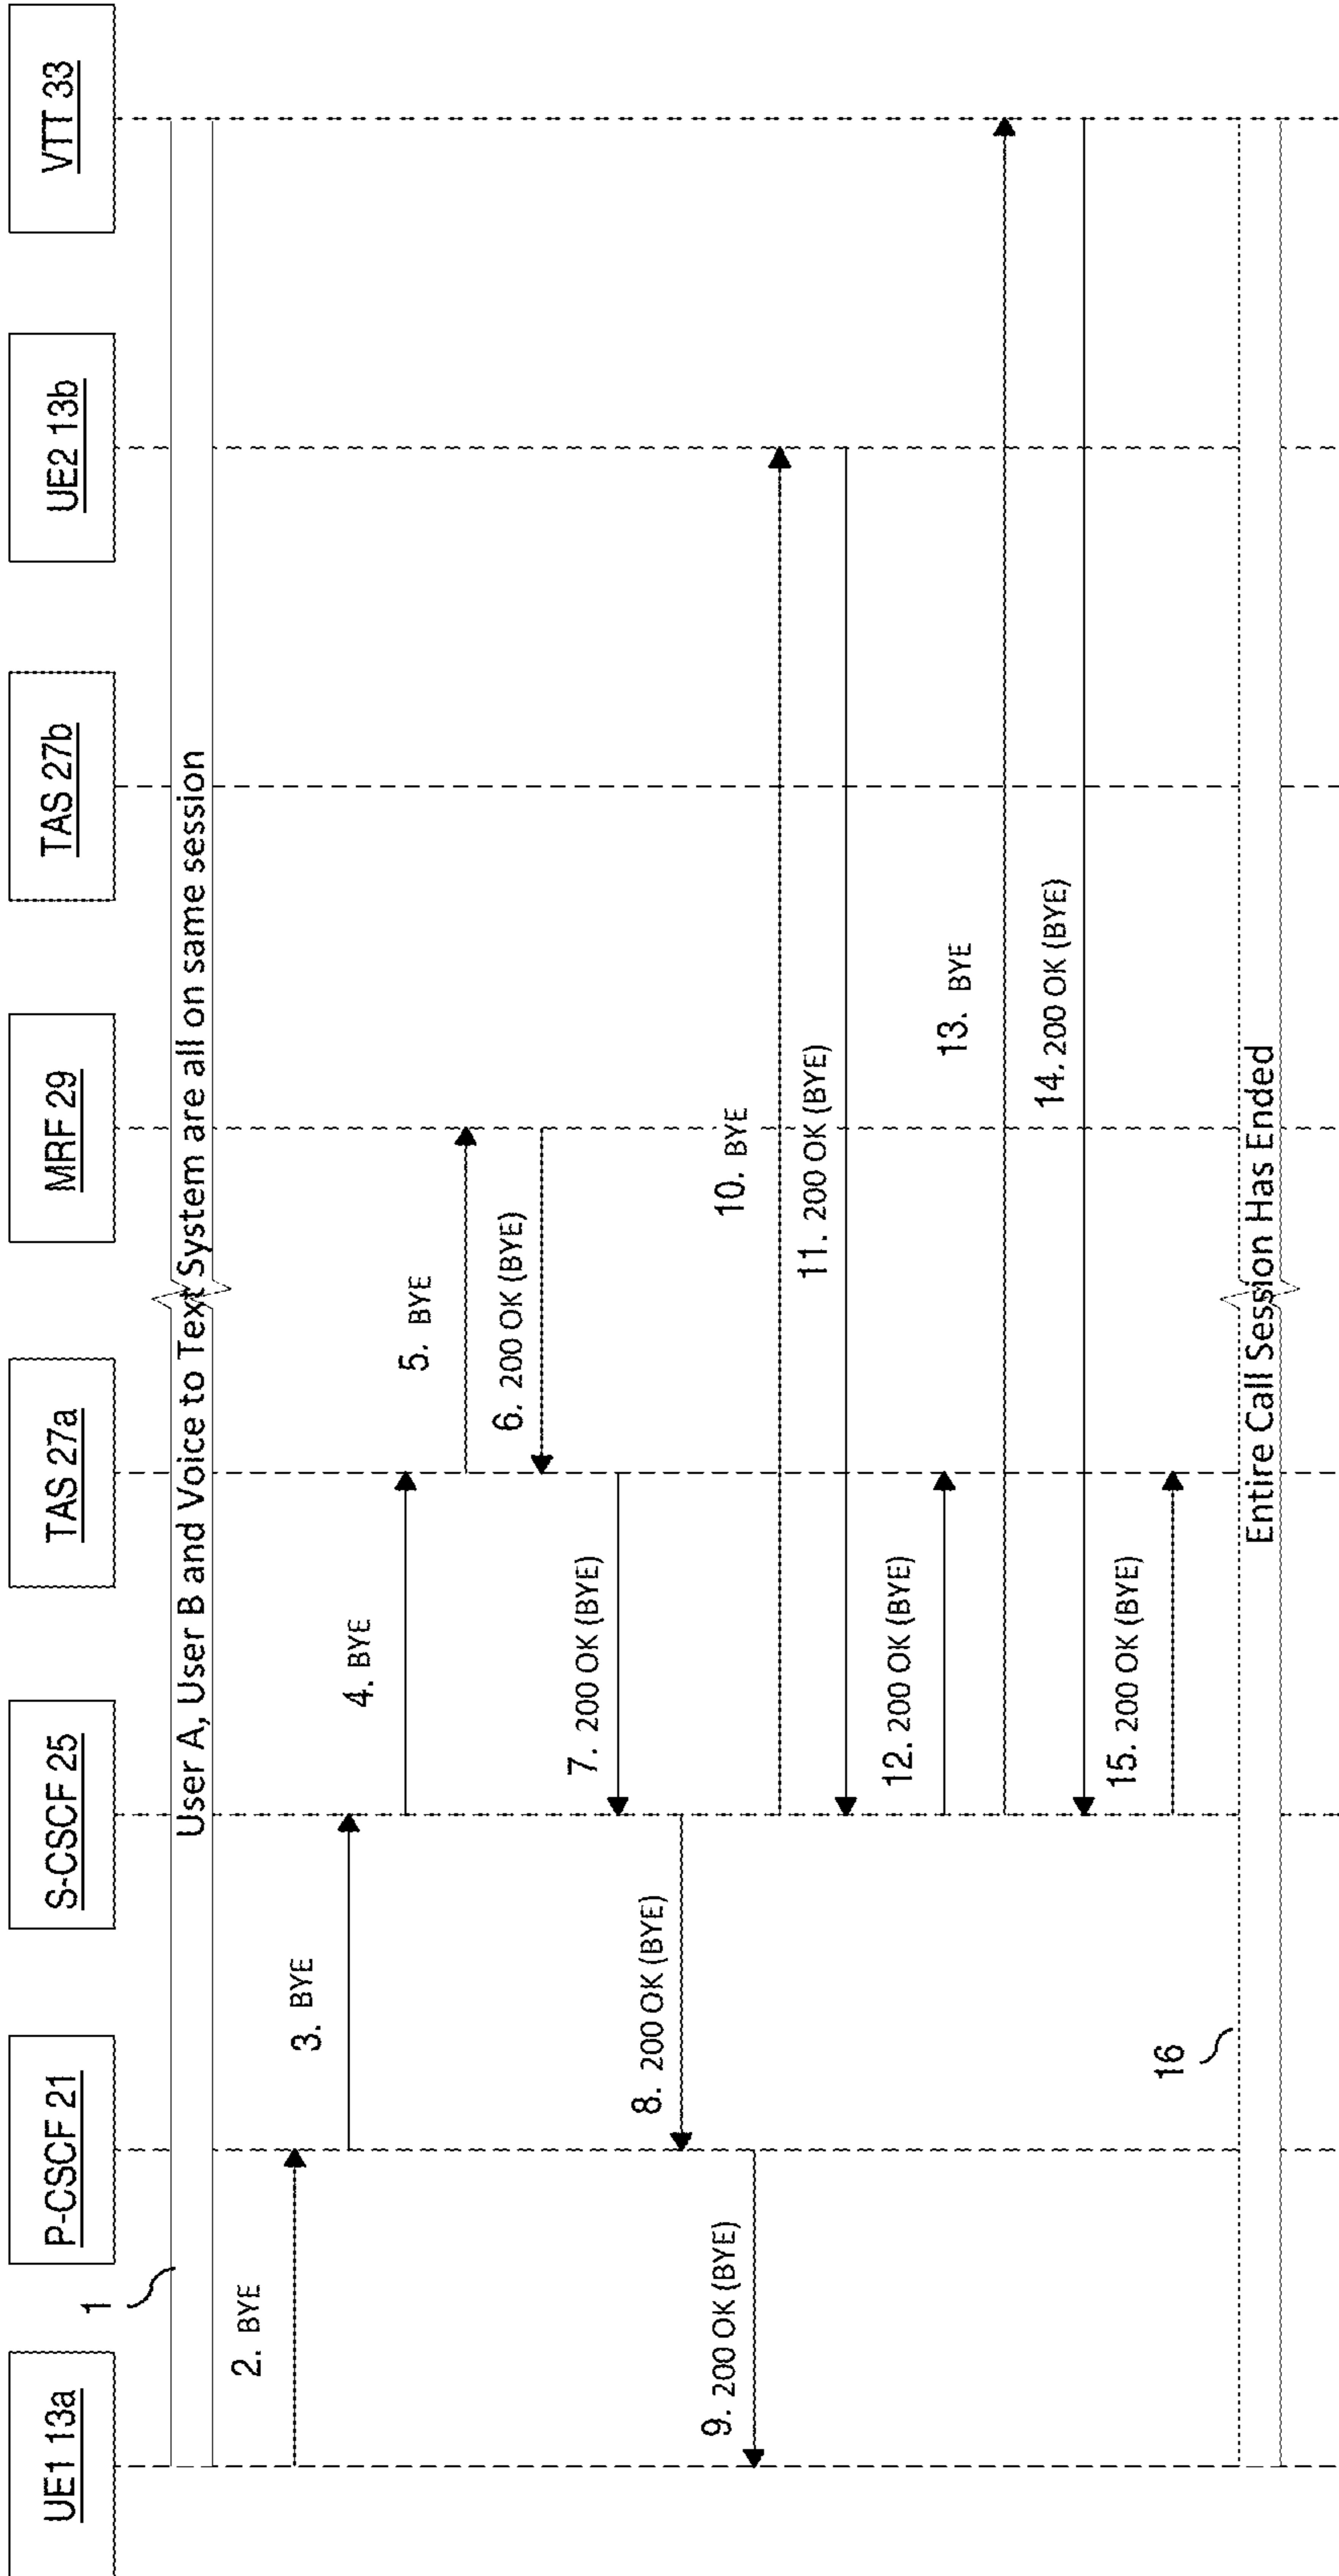 UE1 13a
P-CSCF 21
S-CSCF 25
TAS 27a
MRF 29
TAS 27b
UE2 13b
VTT 33
1
User A, User B and Voice to Text System are all on same session
2. BYE
3. BYE
4. BYE
5. BYE
6. 200 OK (BYE)
7. 200 OK (BYE)
8. 200 OK (BYE)
9. 200 OK (BYE)
10. BYE
11. 200 OK (BYE)
12. 200 OK (BYE)
13. BYE
14. 200 OK (BYE)
15. 200 OK (BYE)
16
Entire Call Session Has Ended